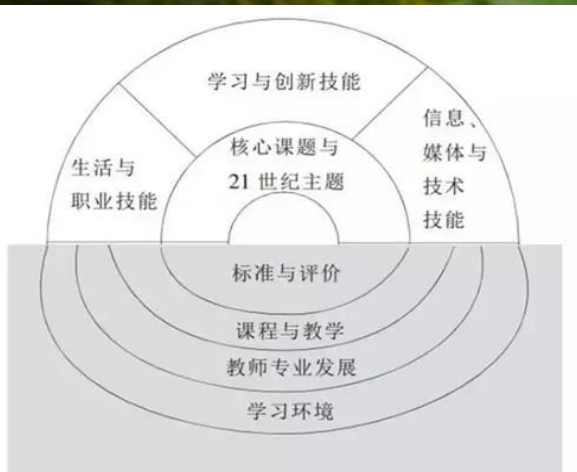 学习与创新技能
信息、
媒体与
技术
技能
核心课题与
21 世纪主题
生活与
职业技能
标准与评价
课程与教学
教师专业发展
学习环境